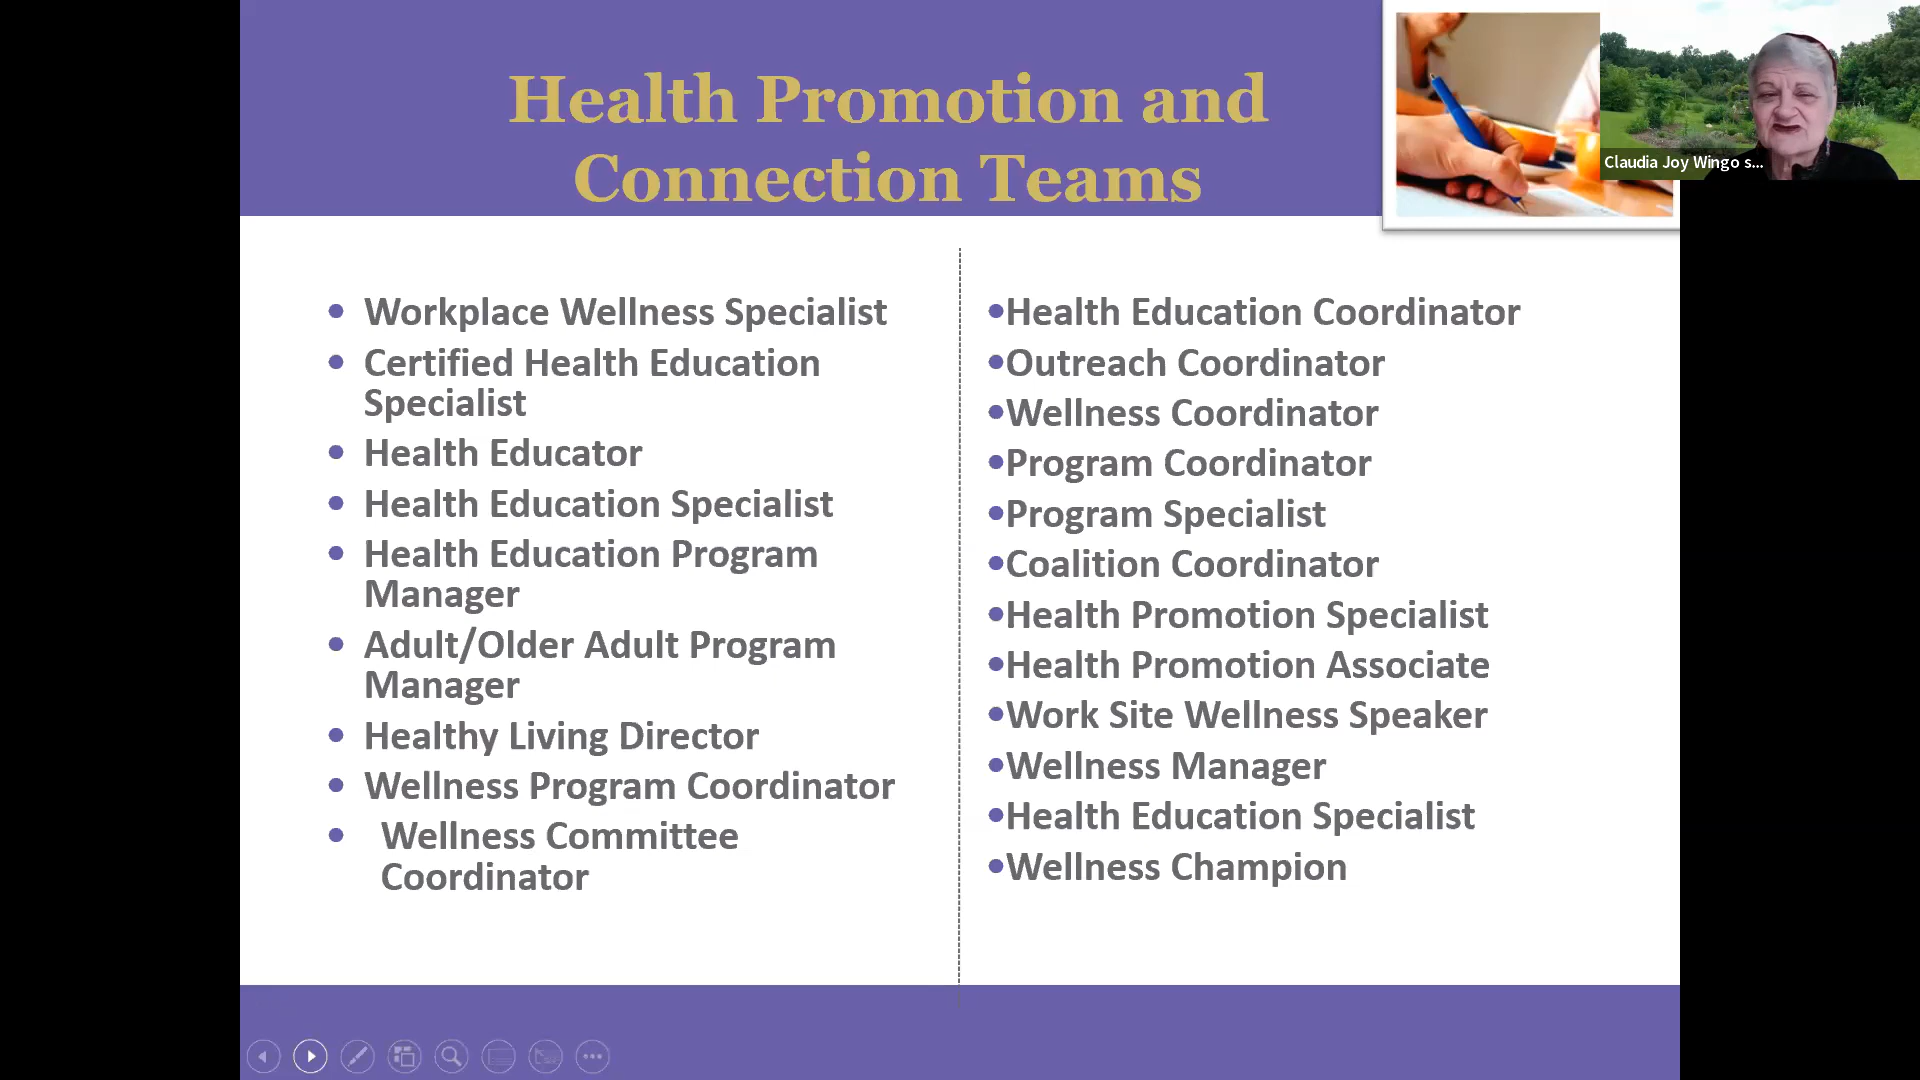 Health Promotion and
Connection Teams
Claudia Joy Wingo s...
• Workplace Wellness Specialist
• Certified Health Education
Specialist
• Health Educator
• Health Education Specialist
• Health Education Program
Manager
• Adult/Older Adult Program
Manager
• Healthy Living Director
• Wellness Program Coordinator
• Wellness Committee
Coordinator
•Health Education Coordinator
•Outreach Coordinator
•Wellness Coordinator
•Program Coordinator
•Program Specialist
•Coalition Coordinator
•Health Promotion Specialist
•Health Promotion Associate
•Work Site Wellness Speaker
•Wellness Manager
•Health Education Specialist
•Wellness Champion